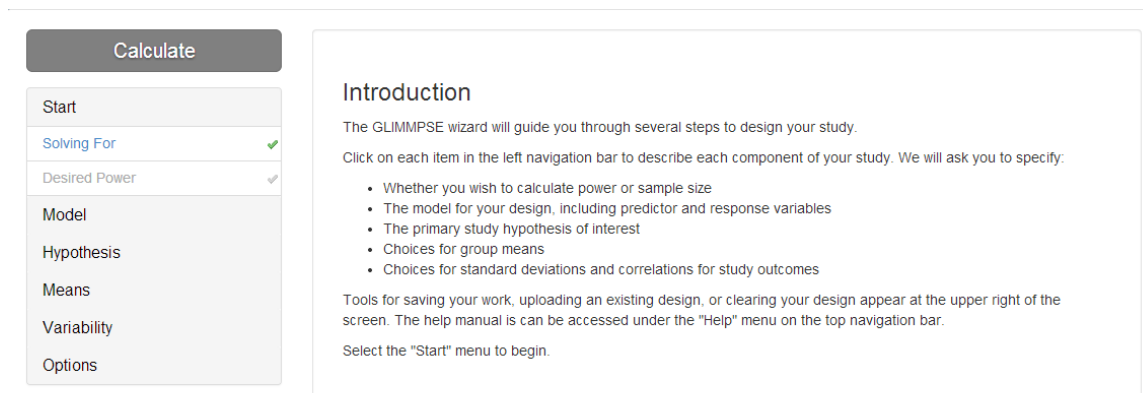 Calculate
Start
Solving For
Desired Power
Model
Hypothesis
Means
Variability
Options
Introduction
The GLIMMPSE wizard will guide you through several steps to design your study.
Click on each item in the left navigation bar to describe each component of your study. We will ask you to specify:
• Whether you wish to calculate power or sample size
• The model for your design, including predictor and response variables
• The primary study hypothesis of interest
• Choices for group means
• Choices for standard deviations and correlations for study outcomes
Tools for saving your work, uploading an existing design, or clearing your design appear at the upper right of the
screen. The help manual is can be accessed under the "Help" menu on the top navigation bar.
Select the "Start" menu to begin.